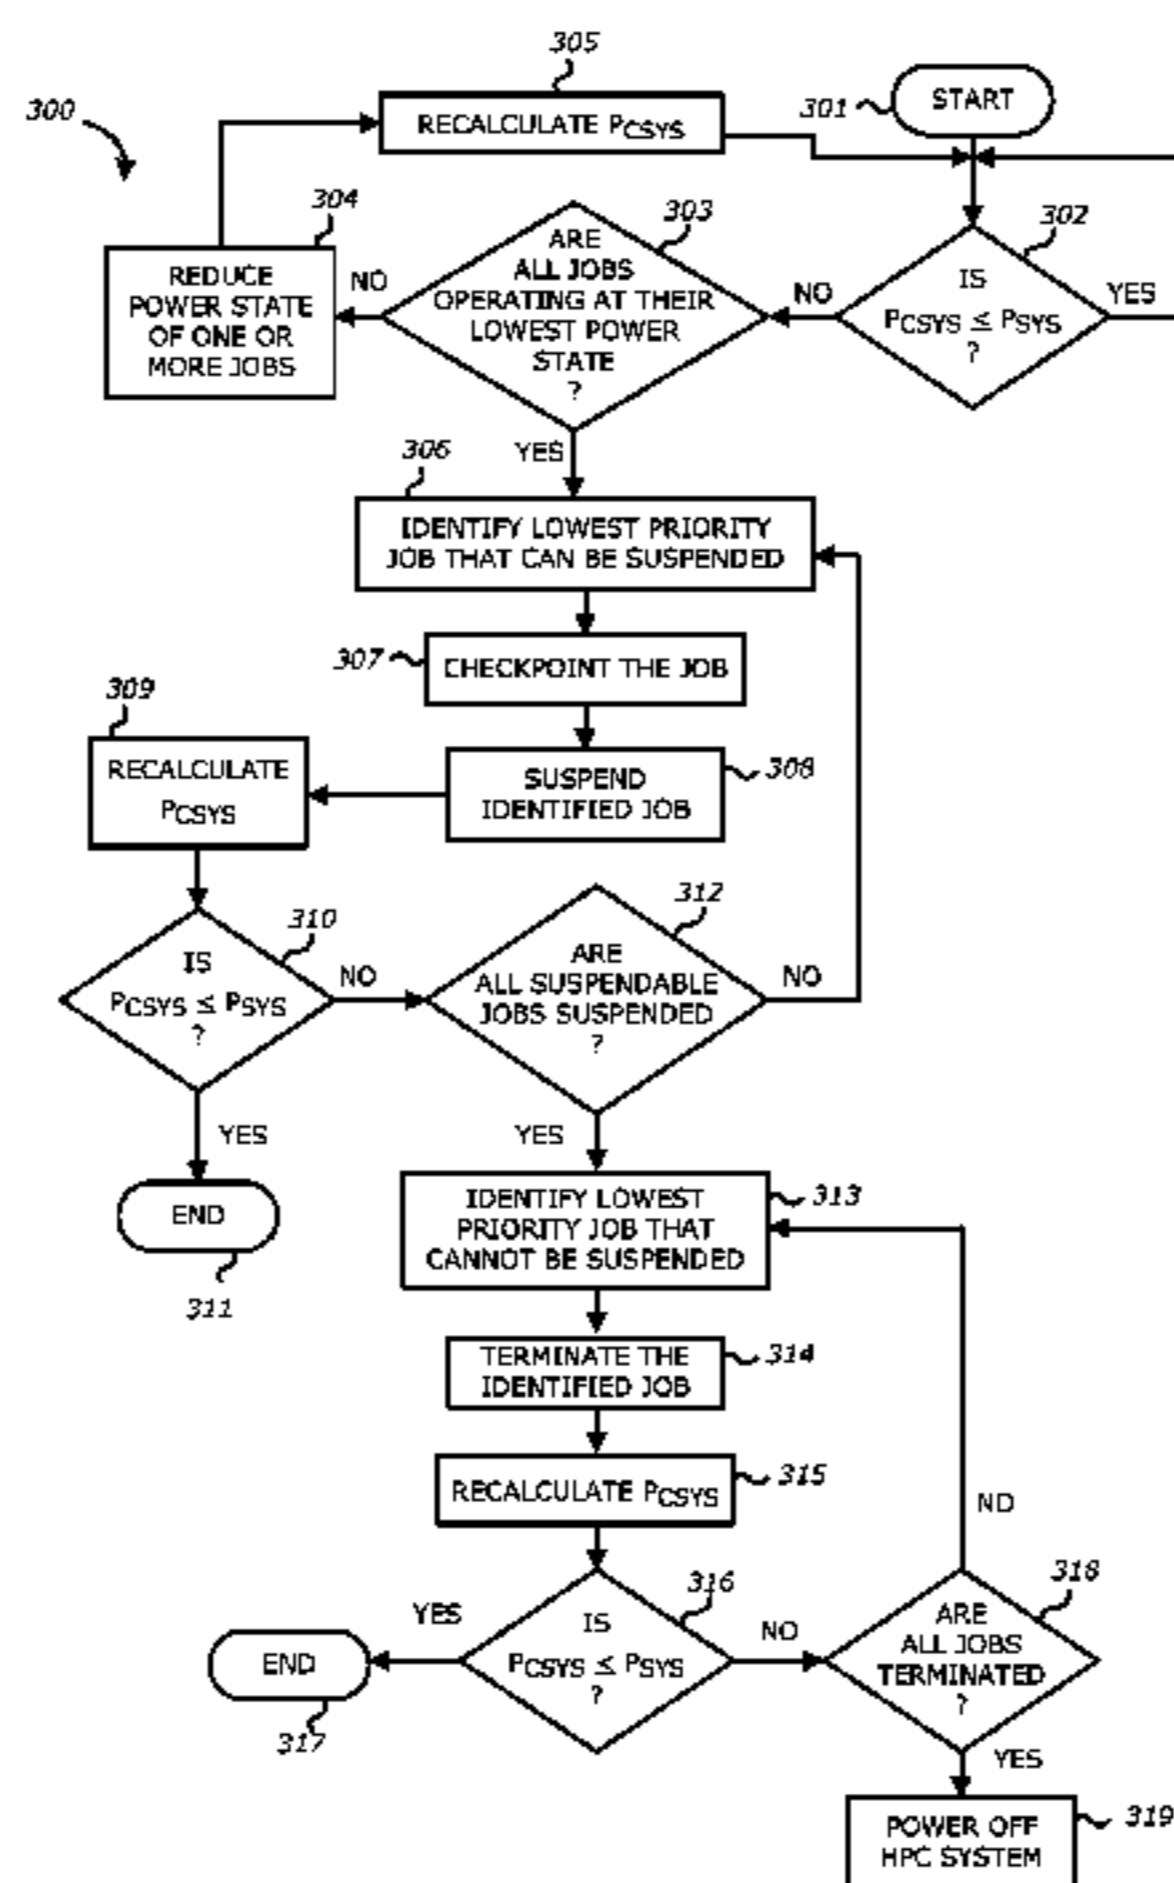 305
300
RECALCULATE PCSYS
301
START
304
303
302
REDUCE
POWER STATE
OF ONE OR
MORE JOBS
NO
ARE
ALL JOBS
OPERATING AT THEIR
LOWEST POWER
STATE
?
NO
IS
PCSYS ≤ PSYS
?
YES
YES
306
IDENTIFY LOWEST PRIORITY
JOB THAT CAN BE SUSPENDED
307
CHECKPOINT THE JOB
309
RECALCULATE
PCSYS
SUSPEND
IDENTIFIED JOB
308
310
IS
PCSYS ≤ PSYS
?
NO
312
ARE
ALL SUSPENDABLE
JOBS SUSPENDED
?
NO
YES
YES
END
311
IDENTIFY LOWEST
PRIORITY JOB THAT
CANNOT BE SUSPENDED
313
TERMINATE THE
IDENTIFIED JOB
314
RECALCULATE PCSYS
315
NO
316
318
YES
IS
PCSYS ≤ PSYS
?
NO
ARE
ALL JOBS
TERMINATED
?
END
317
YES
POWER OFF
HPC SYSTEM
319